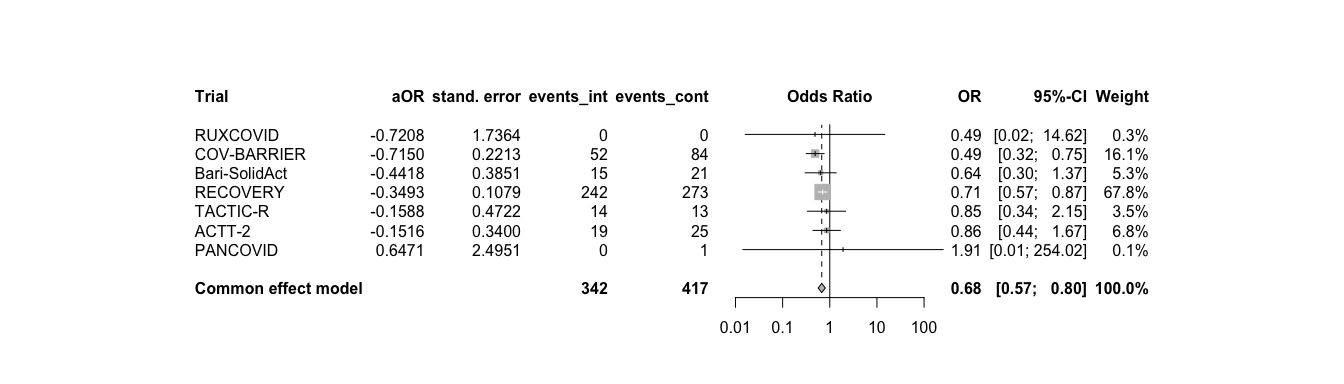 Trial aOR stand. error events_int events_cont Odds Ratio OR 95%-CI Weight
RUXCOVID -0.7208 1.7364 0 0 0.49 [0.02; 14.62] 0.3%
COV-BARRIER -0.7150 0.2213 52 84 0.49 [0.32; 0.75] 16.1%
Bari-SolidAct -0.4418 0.3851 15 21 0.64 [0.30; 1.37] 5.3%
RECOVERY -0.3493 0.1079 242 273 0.71 [0.57; 0.87] 67.8%
TACTIC-R -0.1588 0.4722 14 13 0.85 [0.34; 2.15] 3.5%
ACTT-2 -0.1516 0.3400 19 25 0.86 [0.44; 1.67] 6.8%
PANCOVID 0.6471 2.4951 0 1 1.91 [0.01; 254.02] 0.1%
Common effect model 342 417 0.68 [0.57; 0.80] 100.0%
0.01 0.1 1 10 100